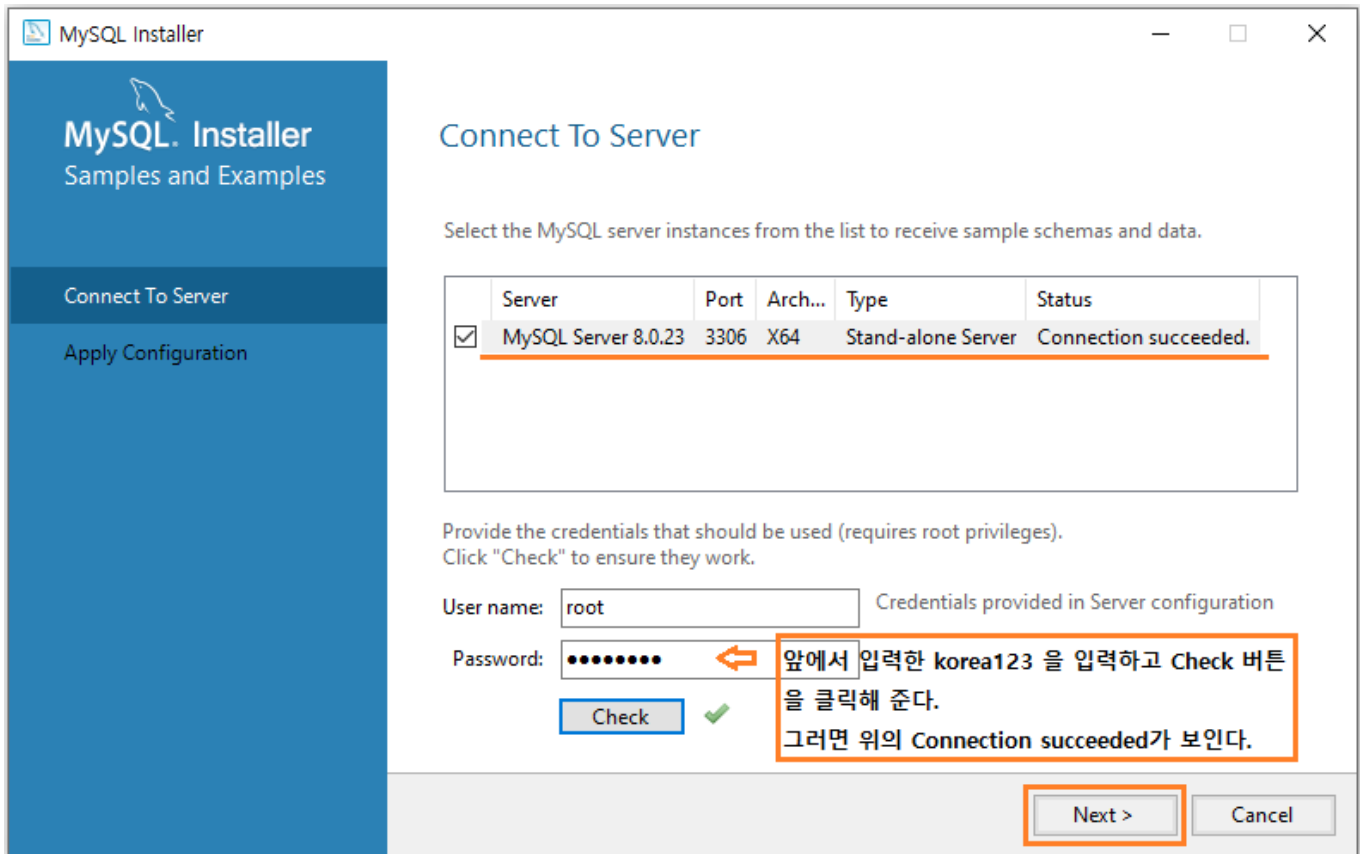 MySQL Installer
MySQL. Installer
Samples and Examples
Connect To Server
Apply Configuration
Connect To Server
Select the MySQL server instances from the list to receive sample schemas and data.
Server Port Arch... Type Status
MySQL Server 8.0.23 3306 X64 Stand-alone Server Connection succeeded.
Provide the credentials that should be used (requires root privileges).
Click "Check" to ensure they work.
User name: root Credentials provided in Server configuration
Password: ●●●●●●●●
앞에서 입력한 korea123 을 입력하고 Check 버튼
을 클릭해 준다.
그러면 위의 Connection succeeded가 보인다.
Check
Next > Cancel